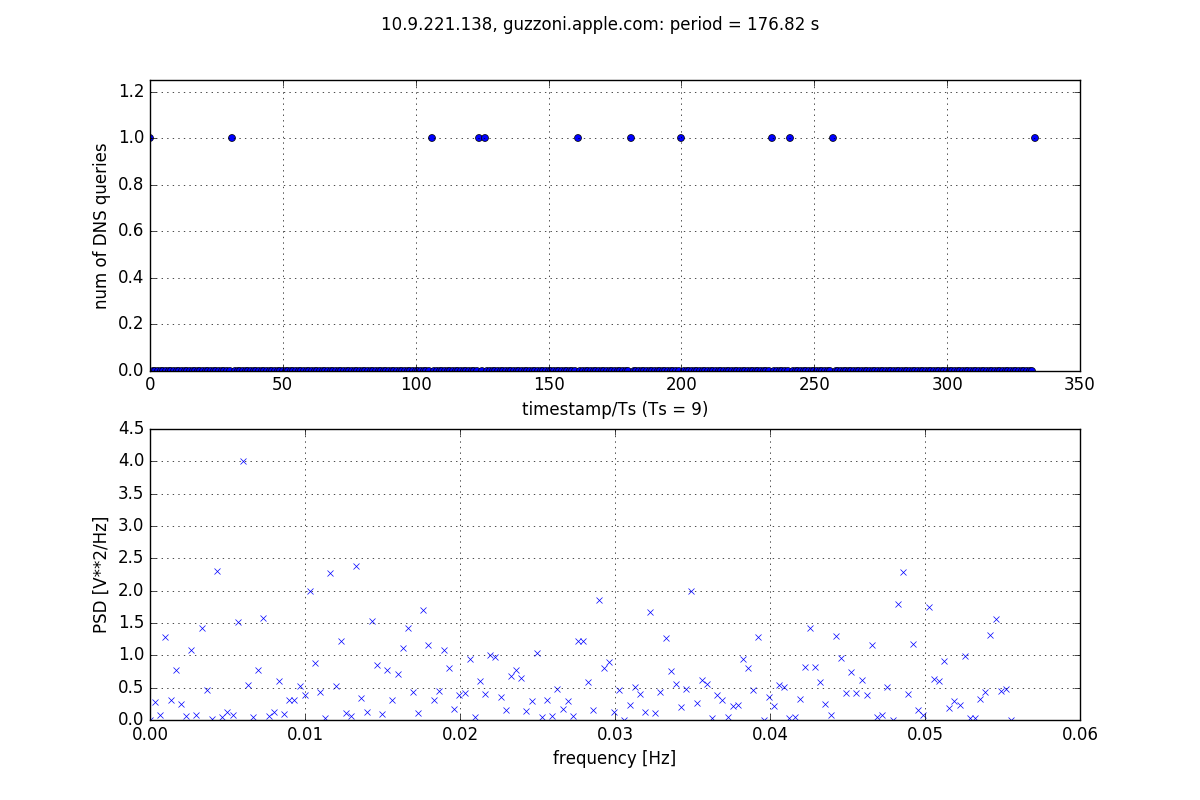 10.9.221.138, guzzoni.apple.com: period = 176.82 s
num of DNS queries
1.2
1.0
0.8
0.6
0.4
0.2
0.0
0 50 100 150 200 250 300 350
timestamp/Ts (Ts = 9)
PSD [V**2/Hz]
4.5
4.0
3.5
3.0
2.5
2.0
1.5
1.0
0.5
0.0
0.00 0.01 0.02 0.03 0.04 0.05 0.06
frequency [Hz]